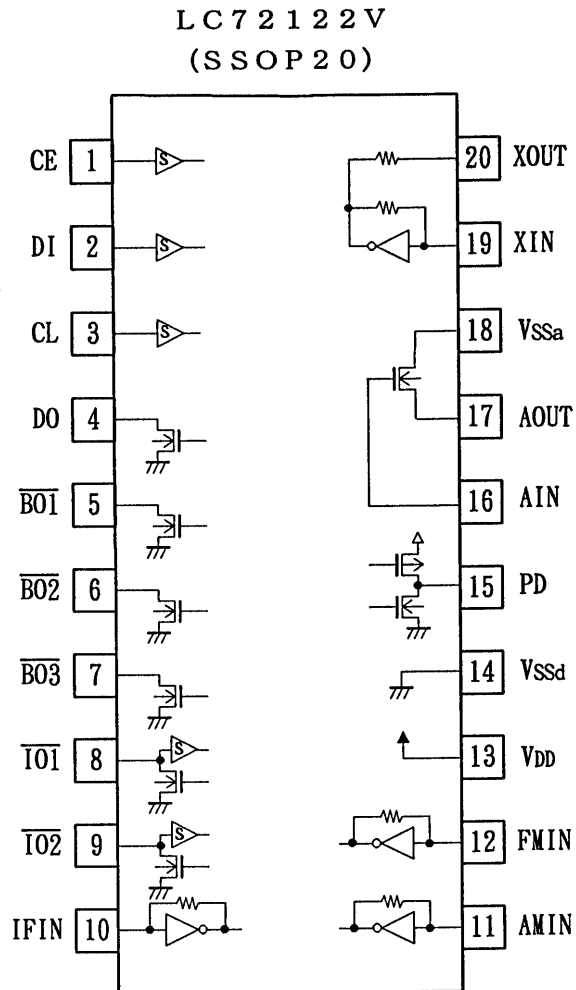 LC72122V
(SSOP20)
CE 1 S 20 XOUT
DI 2 S 19 XIN
CL 3 S 18 VSSa
DO 4 17 AOUT
BO1 5 16 AIN
BO2 6 15 PD
BO3 7 14 VSSd
IO1 8 S 13 VDD
IO2 9 S 12 FMIN
IFIN 10 11 AMIN